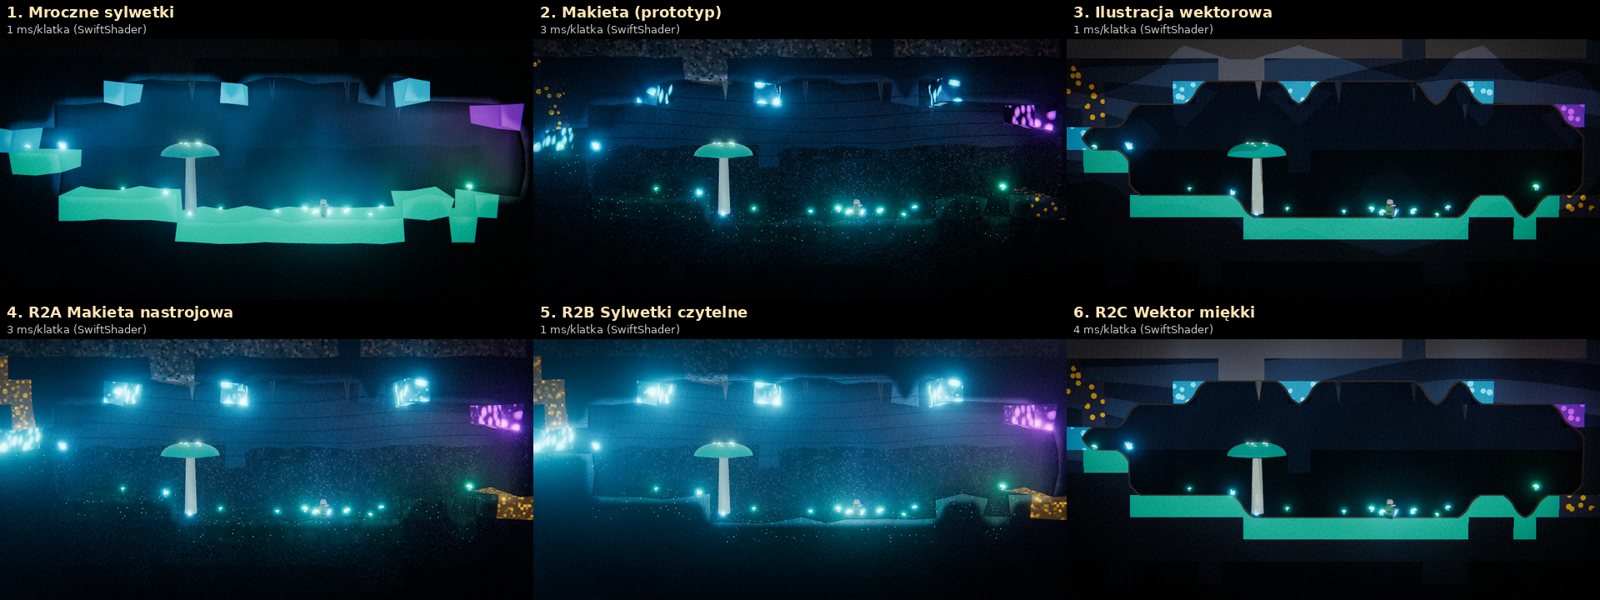 1. Mroczne sylwetki
1 ms/klatka (SwiftShader)
2. Makieta (prototyp)
3 ms/klatka (SwiftShader)
3. Ilustracja wektorowa
1 ms/klatka (SwiftShader)
4. R2A Makieta nastrojowa
3 ms/klatka (SwiftShader)
5. R2B Sylwetki czytelne
1 ms/klatka (SwiftShader)
6. R2C Wektor miękki
4 ms/klatka (SwiftShader)